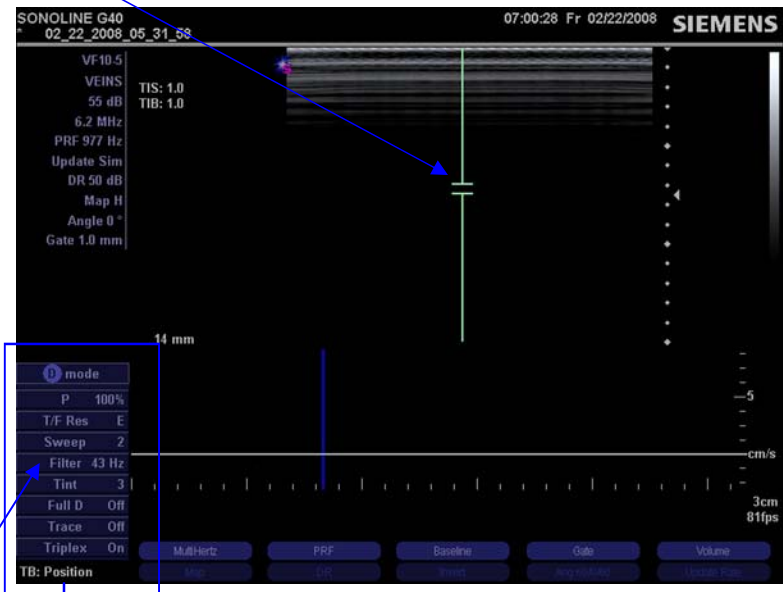 SONOLINE G40
07:00:28 Fr 02/22/2008
SIEMENS
02_22_2008_05_31_58
VF10-5
VEINS
55 dB
6.2 MHz
PRF 977 Hz
Update Sim
DR 50 dB
Map H
Angle 0 °
Gate 1.0 mm
TIS: 1.0
TIB: 1.0
14 mm
D mode
P 100%
T/F Res E
Sweep 2
Filter 43 Hz
Tint 3
Full D Off
Trace Off
Triplex On
TB: Position
5
cm/s
3cm
81fps
MultiHertz PRF Baseline Gate Volume
Map DR Invert Update Rate